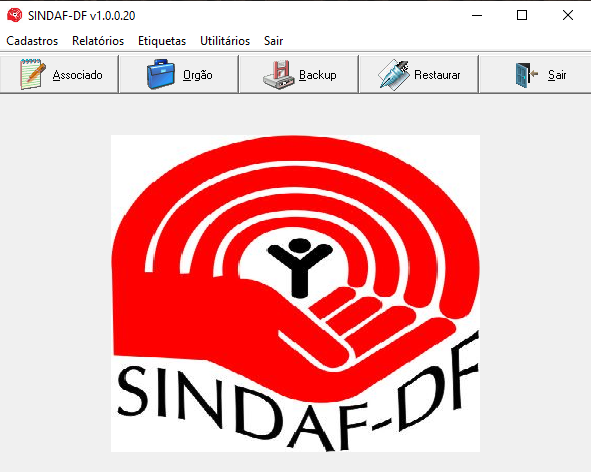 SINDAF-DF v1.0.0.20
Cadastros Relatórios Etiquetas Utilitários Sair
Associado Orgão Backup Restaurar Sair
SINDAF-DF